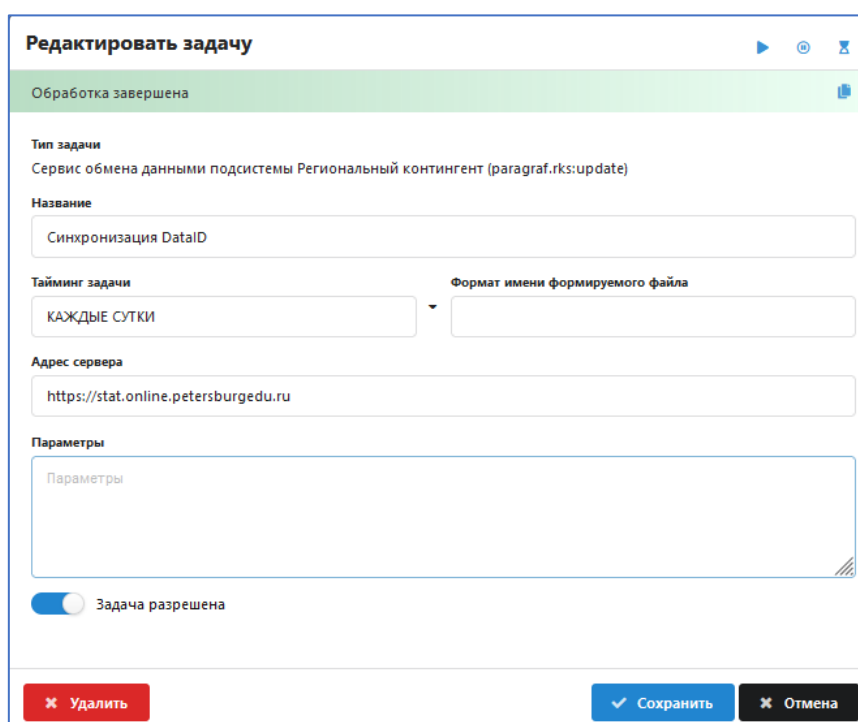 Редактировать задачу
Обработка завершена
Тип задачи
Сервис обмена данными подсистемы Региональный контингент (paragraf.rks:update)
Название
Синхронизация DataID
Тайминг задачи Формат имени формируемого файла
КАЖДЫЕ СУТКИ
Адрес сервера
https://stat.online.petersburgedu.ru
Параметры
Параметры
Задача разрешена
Удалить Сохранить Отмена